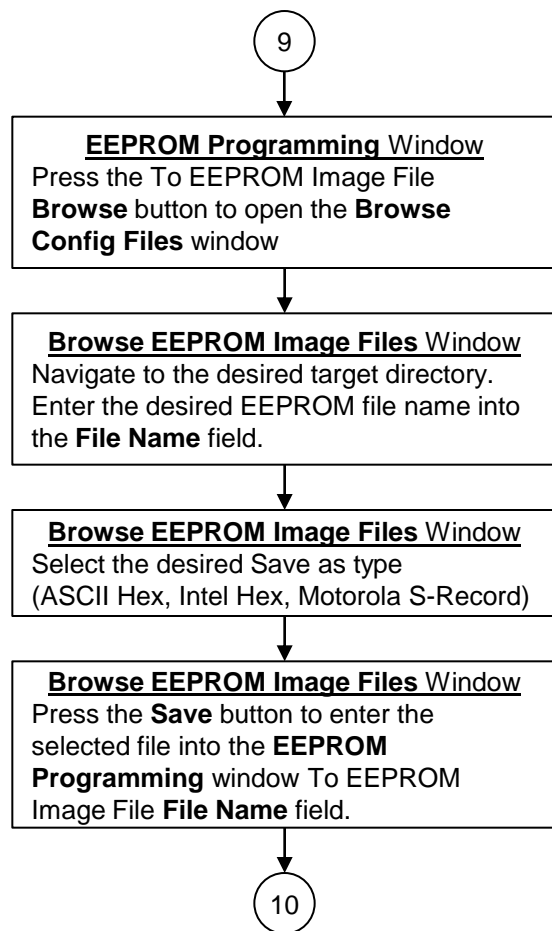 9
EEPROM Programming Window
Press the To EEPROM Image File
Browse button to open the Browse
Config Files window
Browse EEPROM Image Files Window
Navigate to the desired target directory.
Enter the desired EEPROM file name into
the File Name field.
Browse EEPROM Image Files Window
Select the desired Save as type
(ASCII Hex, Intel Hex, Motorola S-Record)
Browse EEPROM Image Files Window
Press the Save button to enter the
selected file into the EEPROM
Programming window To EEPROM
Image File File Name field.
10